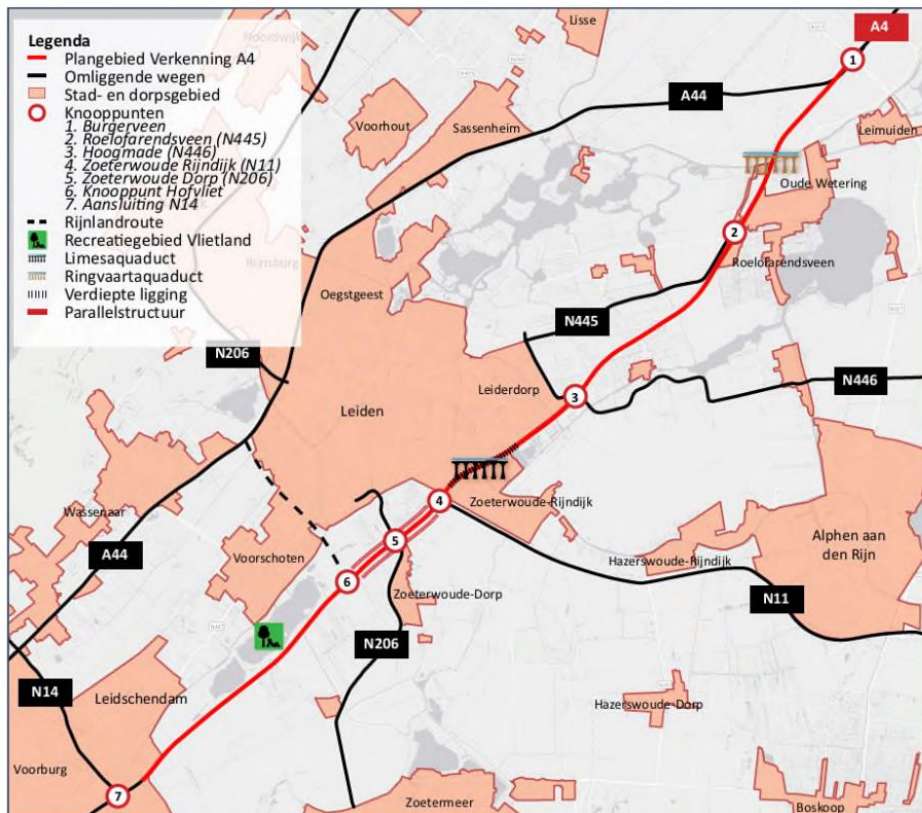 Legenda
Plangebied Verkenning A4
Omliggende wegen
Stad- en dorpsgebied
Knooppunten
1. Burgerveen
2. Roelofarendsveen (N445)
3. Hoogmade (N446)
4. Zoeterwoude Rijndijk (N11)
5. Zoeterwoude Dorp (N206)
6. Knooppunt Hofvliet
7. Aansluiting N14
Rijnlandroute
Recreatiegebied Vlietland
Limesaquaduct
Ringvaartaquaduct
Verdiepte ligging
Parallelstructuur
Lisse
A4
1
A44
Voorhout
Sassenheim
Leimuiden
Oude Wetering
2
Roelofarendsveen
Rijnsburg
Oegstgeest
N445
N206
Leiderdorp
N446
3
Leiden
4
Zoeterwoude-Rijndijk
Wassenaar
Alphen aan
den Rijn
5
A44
Voorschoten
Hazerswoude-Rijndijk
6
Zoeterwoude-Dorp
N11
N206
N14
Leidschendam
Hazerswoude-Dorp
Voorburg
7
Zoetermeer
Boskoop